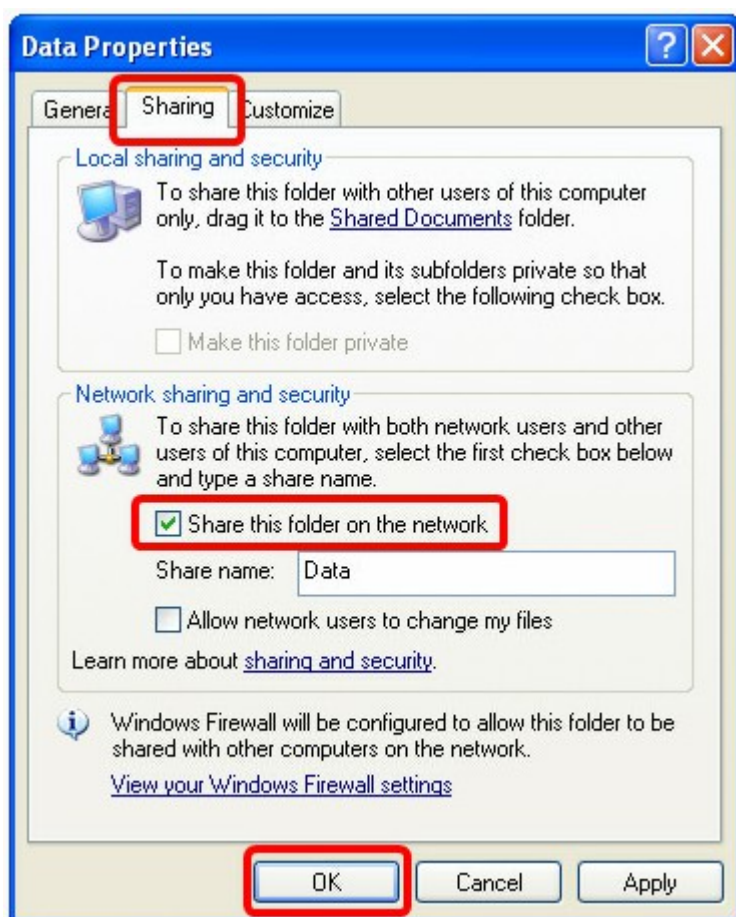 Data Properties
General Sharing Customize
Local sharing and security
To share this folder with other users of this computer
only, drag it to the Shared Documents folder.
To make this folder and its subfolders private so that
only you have access, select the following check box.
Make this folder private
Network sharing and security
To share this folder with both network users and other
users of this computer, select the first check box below
and type a share name.
Share this folder on the network
Share name: Data
Allow network users to change my files
Learn more about sharing and security.
Windows Firewall will be configured to allow this folder to be
shared with other computers on the network.
View your Windows Firewall settings
OK Cancel Apply